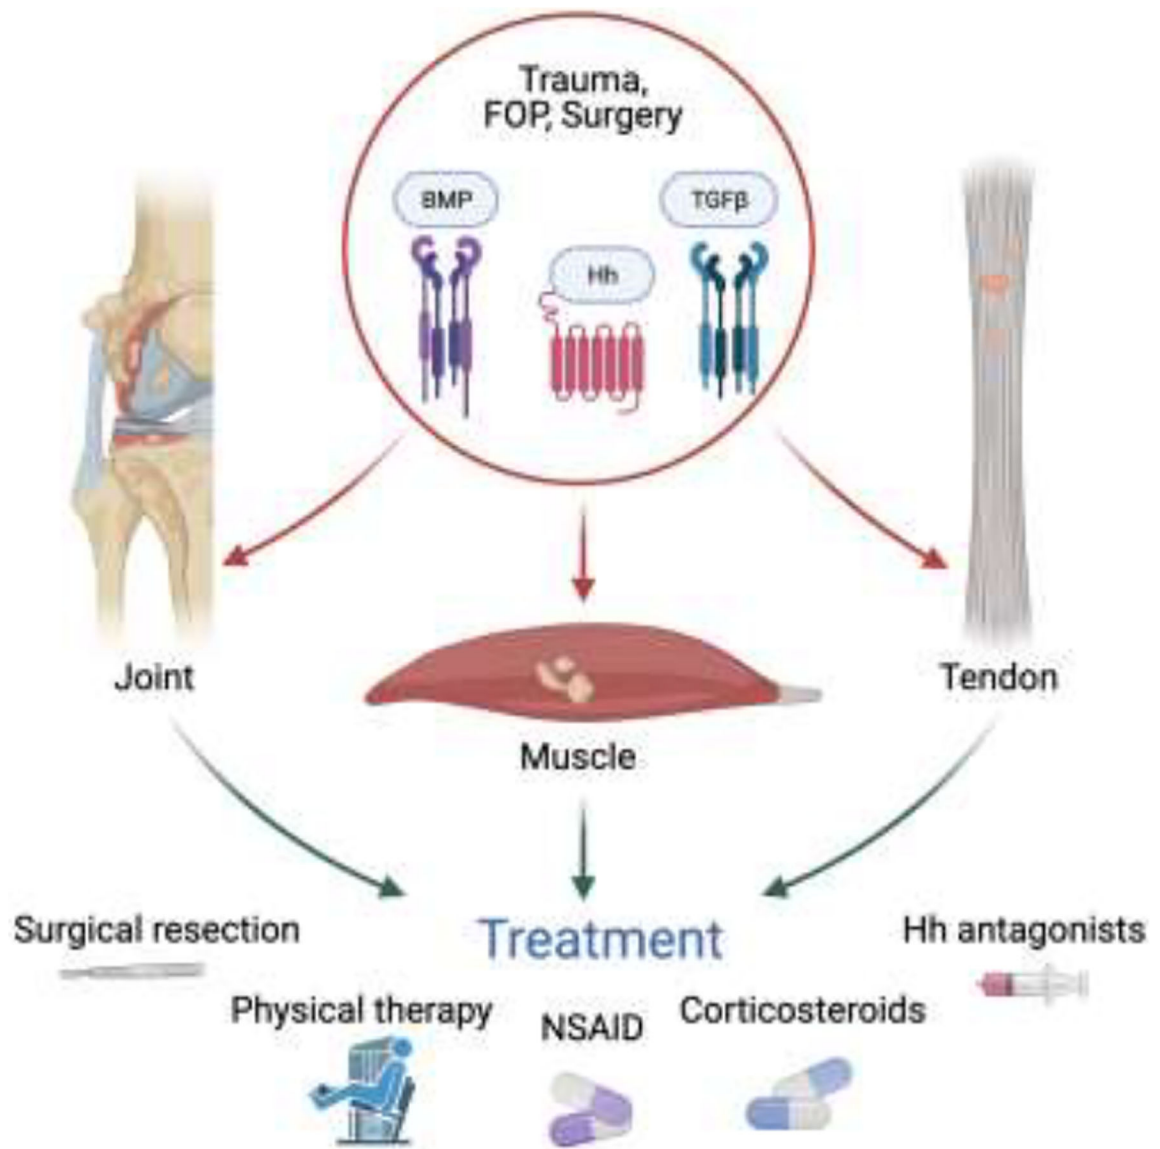 Trauma,
FOP, Surgery
BMP
TGFβ
Hh
Joint
Tendon
Muscle
Treatment
Surgical resection
Hh antagonists
Physical therapy
NSAID
Corticosteroids